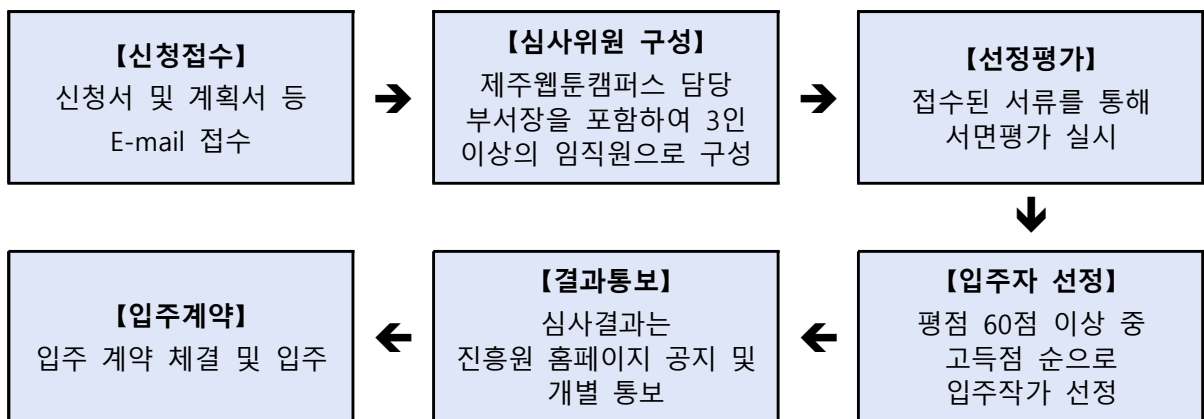 【신청접수】
신청서 및 계획서 등
E-mail 접수
【심사위원 구성】
제주웹툰캠퍼스 담당
부서장을 포함하여 3인
이상의 임직원으로 구성
【선정평가】
접수된 서류를 통해
서면평가 실시
【입주자 선정】
평점 60점 이상 중
고득점 순으로
입주작가 선정
【결과통보】
심사결과는
진흥원 홈페이지 공지 및
개별 통보
【입주계약】
입주 계약 체결 및 입주